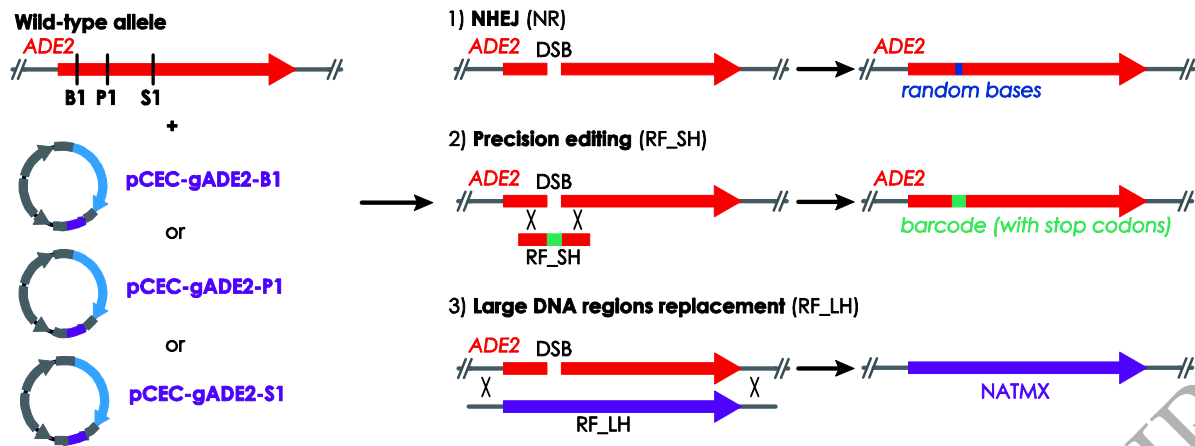 Wild-type allele
ADE2
B1 P1 S1
+
pCEC-gADE2-B1
or
pCEC-gADE2-P1
or
pCEC-gADE2-S1
1) NHEJ (NR)
ADE2 DSB
ADE2
random bases
2) Precision editing (RF_SH)
ADE2 DSB
X X
RF_SH
ADE2
barcode (with stop codons)
3) Large DNA regions replacement (RF_LH)
ADE2 DSB
X X
RF_LH
NATMX